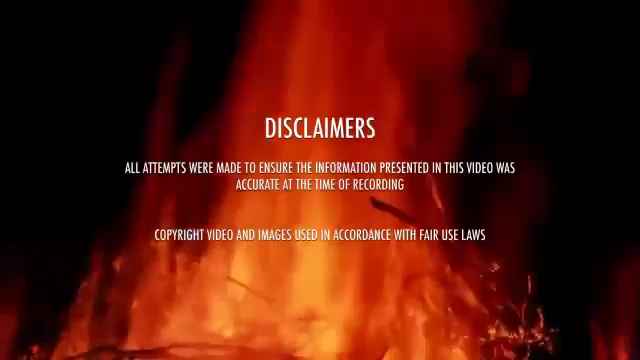 DISCLAIMERS
ALL ATTEMPTS WERE MADE TO ENSURE THE INFORMATION PRESENTED IN THIS VIDEO WAS
ACCURATE AT THE TIME OF RECORDING
COPYRIGHT VIDEO AND IMAGES USED IN ACCORDANCE WITH FAIR USE LAWS